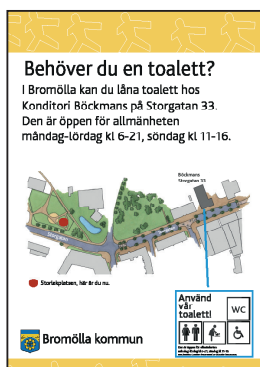 Behöver du en toalett?
I Bromölla kan du låna toalett hos
Konditori Böckmans på Storgatan 33.
Den är öppen för allmänheten
måndag-lördag kl 6-21, söndag kl 11-16.
Böckmans
Storgatan 33
Storgatan
Storlekplatsen, här är du nu.
Använd
vår
toalett!
WC
Bromölla kommun